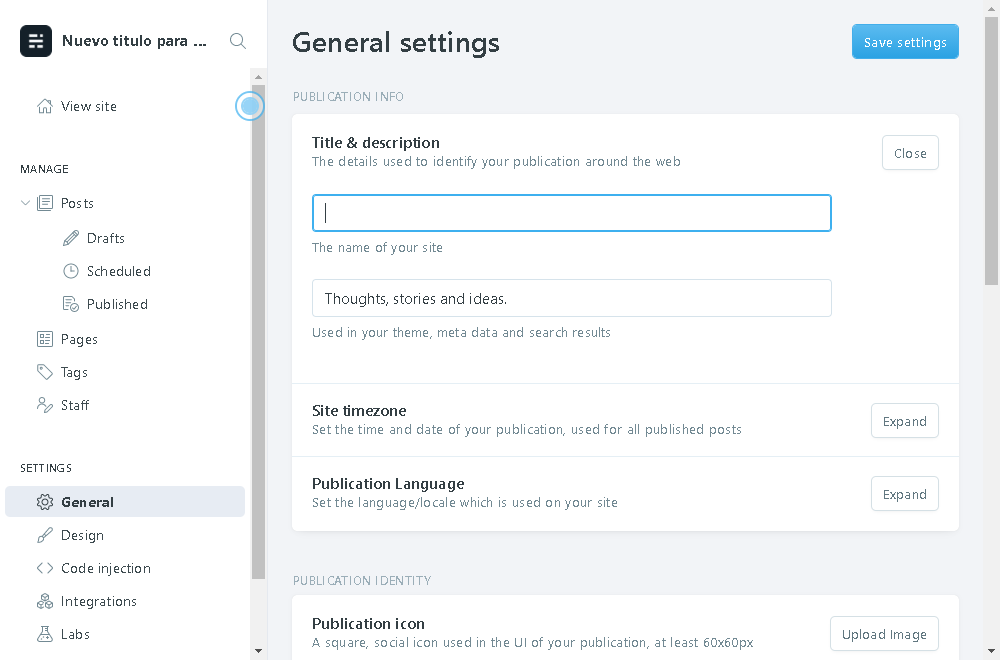 Nuevo titulo para ...
View site
MANAGE
Posts
Drafts
Scheduled
Published
Pages
Tags
Staff
SETTINGS
General
Design
Code injection
Integrations
Labs
General settings
Save settings
PUBLICATION INFO
Title & description
The details used to identify your publication around the web
Close
The name of your site
Thoughts, stories and ideas.
Used in your theme, meta data and search results
Site timezone
Set the time and date of your publication, used for all published posts
Expand
Publication Language
Set the language/locale which is used on your site
Expand
PUBLICATION IDENTITY
Publication icon
A square, social icon used in the UI of your publication, at least 60x60px
Upload Image